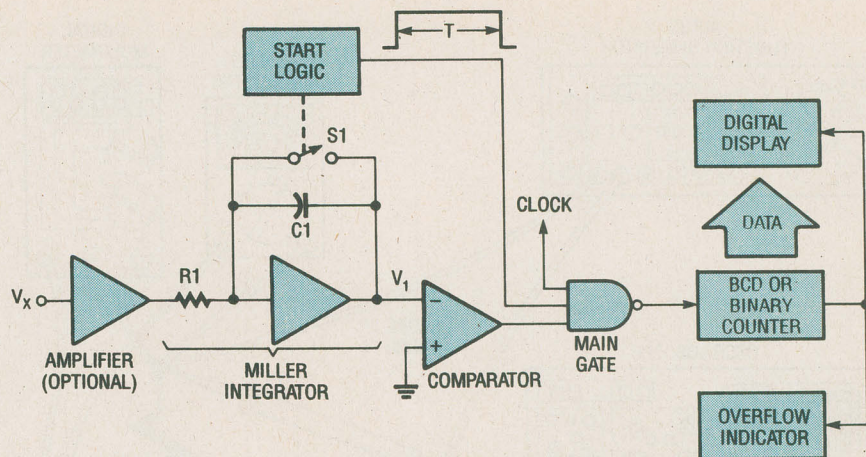 START
LOGIC
T
S1
C1
DIGITAL
DISPLAY
DATA
CLOCK
R1
V1
VX
BCD OR
BINARY
COUNTER
MAIN
GATE
AMPLIFIER
(OPTIONAL)
MILLER
INTEGRATOR
−
+
COMPARATOR
OVERFLOW
INDICATOR